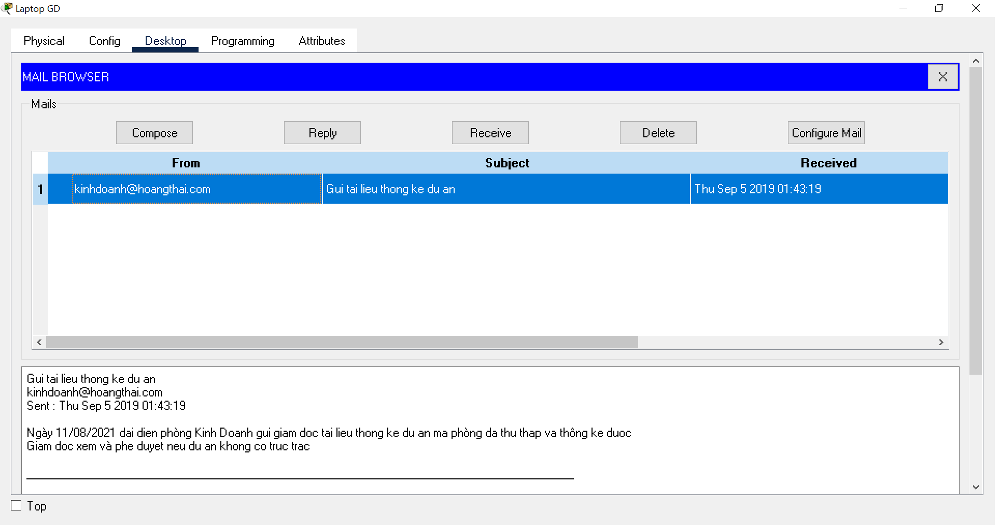 Laptop GD
Physical Config Desktop Programming Attributes
MAIL BROWSER X
Mails
Compose Reply Receive Delete Configure Mail
From Subject Received
1 kinhdoanh@hoangthai.com Gui tai lieu thong ke du an Thu Sep 5 2019 01:43:19
Gui tai lieu thong ke du an
kinhdoanh@hoangthai.com
Sent : Thu Sep 5 2019 01:43:19
Ngày 11/08/2021 dai dien phòng Kinh Doanh gui giam doc tai lieu thong ke du an ma phòng da thu thap va thông ke duoc
Giam doc xem và phe duyet neu du an khong co truc trac
Top